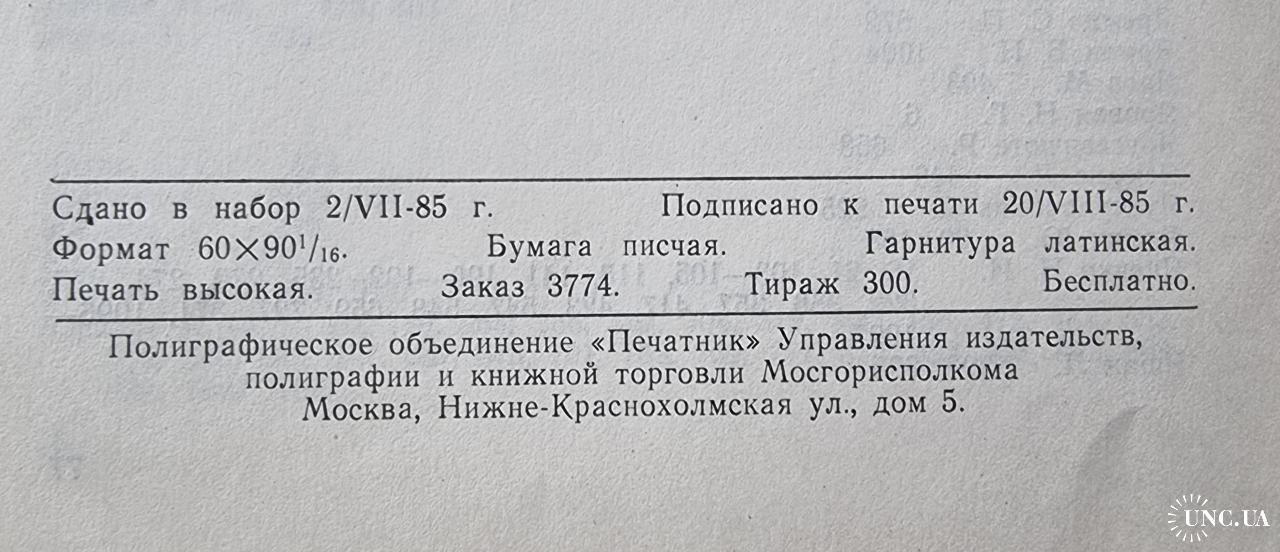 Сдано в набор 2/VII-85 г. Подписано к печати 20/VIII-85 г.
Формат 60×90¹/₁₆. Бумага писчая. Гарнитура латинская.
Печать высокая. Заказ 3774. Тираж 300. Бесплатно.
Полиграфическое объединение «Печатник» Управления издательств,
полиграфии и книжной торговли Мосгорисполкома
Москва, Нижне-Краснохолмская ул., дом 5.
UNC.UA